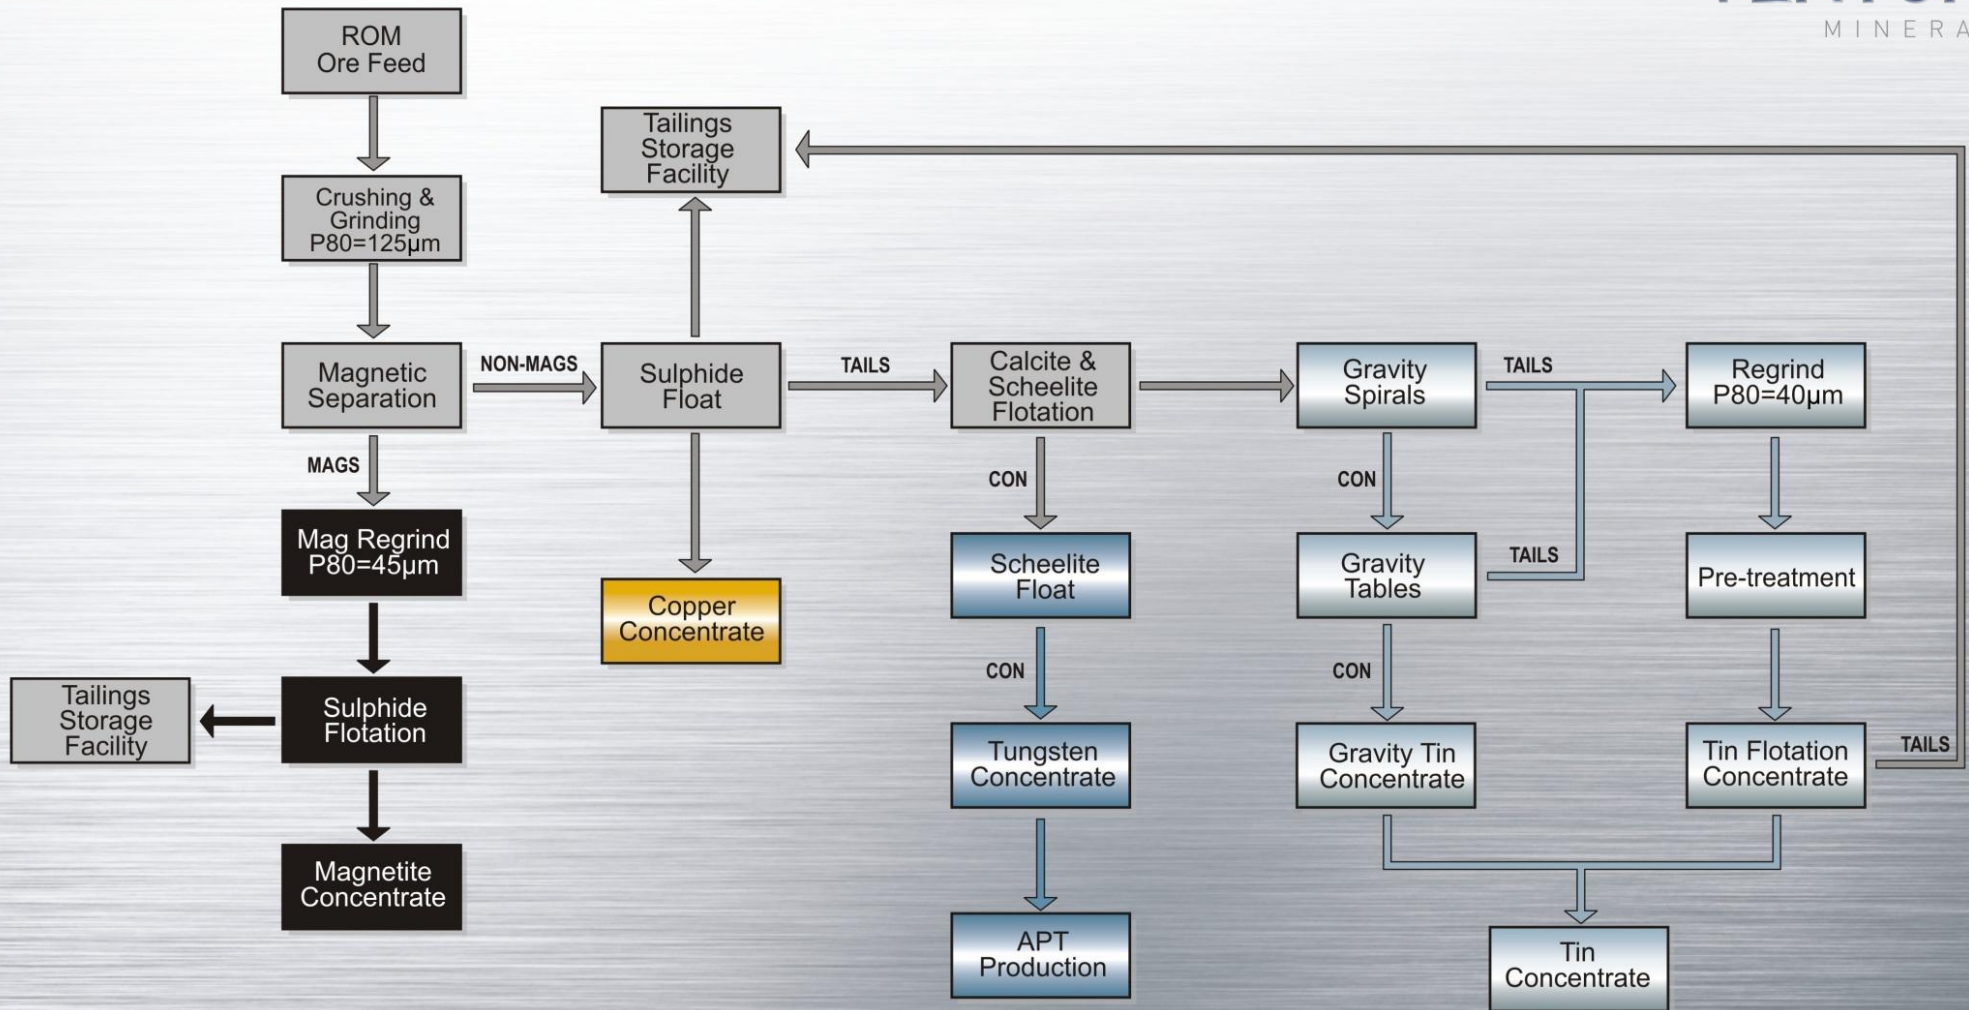 MINERA
ROM
Ore Feed
Crushing &
Grinding
P80=125µm
Magnetic
Separation
MAGS
NON-MAGS
Mag Regrind
P80=45µm
Sulphide
Flotation
Tailings
Storage
Facility
Magnetite
Concentrate
Tailings
Storage
Facility
Sulphide
Float
TAILS
Copper
Concentrate
Calcite &
Scheelite
Flotation
CON
Scheelite
Float
CON
Tungsten
Concentrate
APT
Production
Gravity
Spirals
TAILS
CON
Gravity
Tables
TAILS
CON
Gravity Tin
Concentrate
Regrind
P80=40µm
Pre-treatment
Tin Flotation
Concentrate
TAILS
Tin
Concentrate